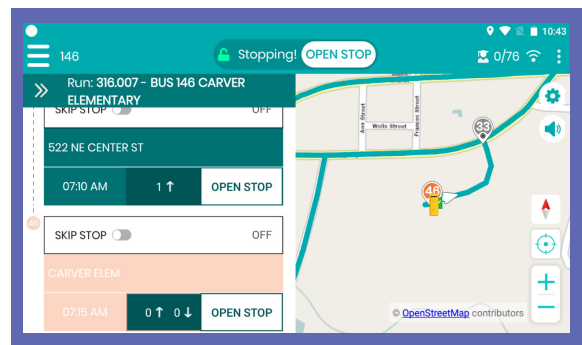 10:43
146
Stopping!
OPEN STOP
0/76
Run: 316.007 - BUS 146 CARVER
ELEMENTARY
SKIP STOP
OFF
522 NE CENTER ST
07:10 AM
1↑
OPEN STOP
46
SKIP STOP
OFF
CARVER ELEM
07:15 AM
0↑ 0↓
OPEN STOP
Ann Street
Wells Street
Frances Street
33
46
© OpenStreetMap contributors